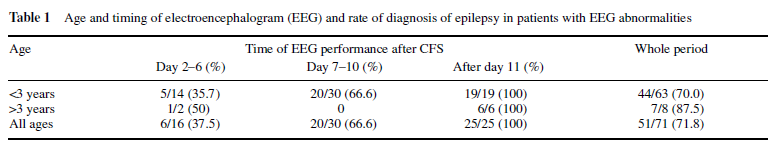 Table 1 Age and timing of electroencephalogram (EEG) and rate of diagnosis of epilepsy in patients with EEG abnormalities
Age Time of EEG performance after CFS Whole period
Day 2–6 (%) Day 7–10 (%) After day 11 (%)
<3 years 5/14 (35.7) 20/30 (66.6) 19/19 (100) 44/63 (70.0)
>3 years 1/2 (50) 0 6/6 (100) 7/8 (87.5)
All ages 6/16 (37.5) 20/30 (66.6) 25/25 (100) 51/71 (71.8)